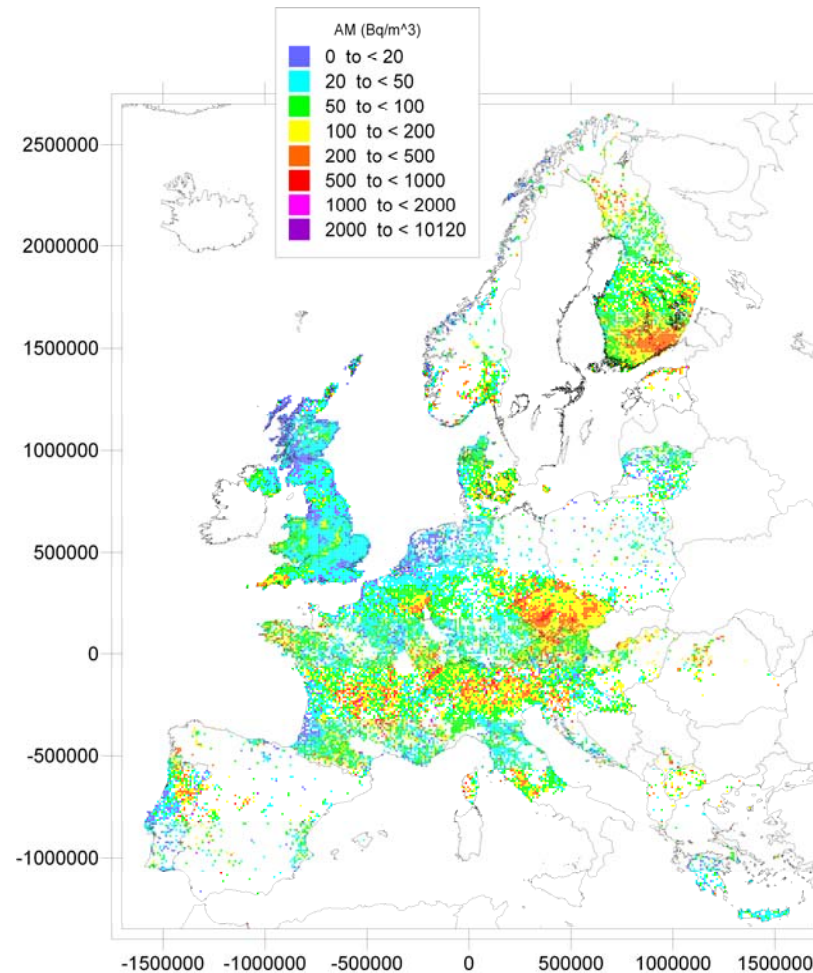 AM (Bq/m^3)
0 to < 20
20 to < 50
50 to < 100
100 to < 200
200 to < 500
500 to < 1000
1000 to < 2000
2000 to < 10120
2500000
2000000
1500000
1000000
500000
0
-500000
-1000000
-1500000 -1000000 -500000 0 500000 1000000 1500000